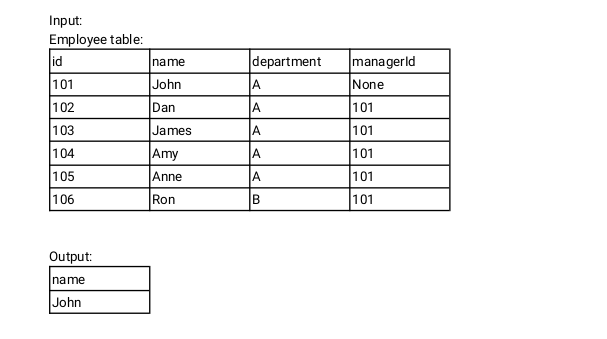 Input:
Employee table:
id name department managerId
101 John A None
102 Dan A 101
103 James A 101
104 Amy A 101
105 Anne A 101
106 Ron B 101
Output:
name
John